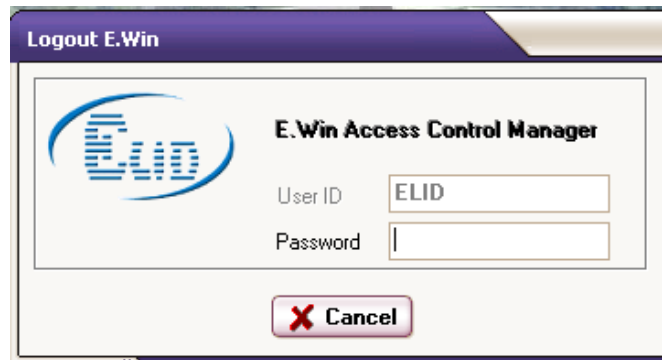 Logout E.Win
ELID
E.Win Access Control Manager
User ID ELID
Password
Cancel